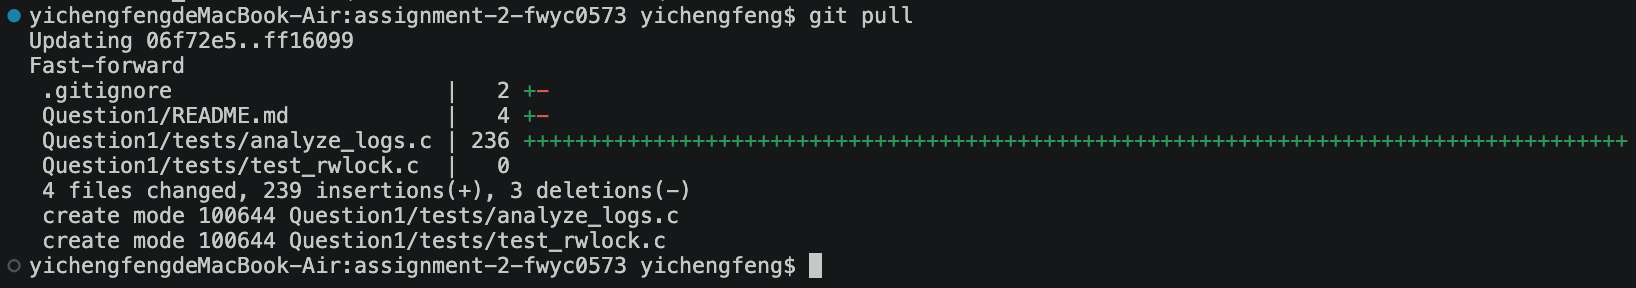 yichengfengdeMacBook-Air:assignment-2-fwyc0573 yichengfeng$ git pull
Updating 06f72e5..ff16099
Fast-forward
.gitignore | 2 +-
Question1/README.md | 4 +-
Question1/tests/analyze_logs.c | 236 +++++++++++++++++++++++++++++++++++++++++++++++++++++++++++++++++++++++++++++++++++++
Question1/tests/test_rwlock.c | 0
4 files changed, 239 insertions(+), 3 deletions(-)
create mode 100644 Question1/tests/analyze_logs.c
create mode 100644 Question1/tests/test_rwlock.c
yichengfengdeMacBook-Air:assignment-2-fwyc0573 yichengfeng$